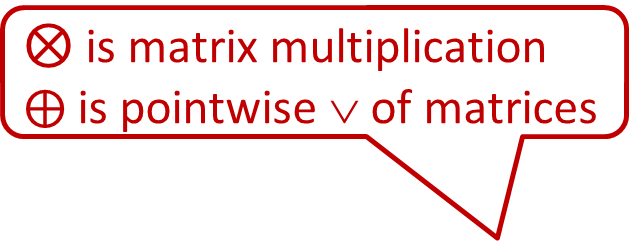 ⊗ is matrix multiplication
⊕ is pointwise ∨ of matrices